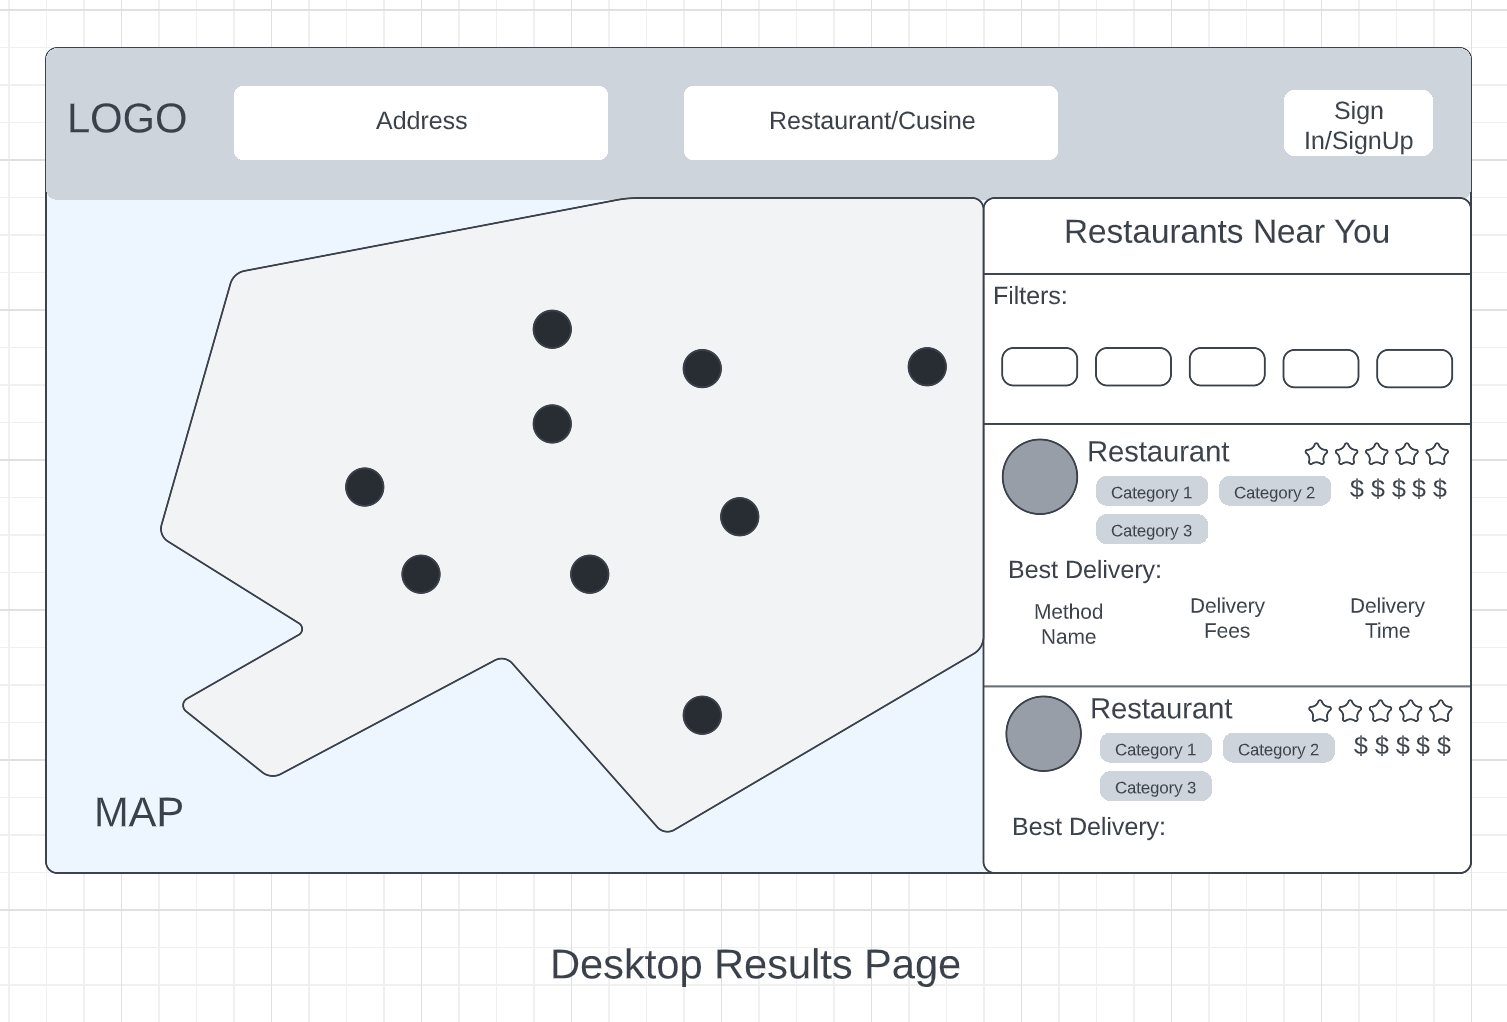 LOGO
Address
Restaurant/Cusine
Sign
In/SignUp
Restaurants Near You
Filters:
Restaurant
Category 1
Category 2
$ $ $ $ $
Category 3
Best Delivery:
Method
Name
Delivery
Fees
Delivery
Time
Restaurant
Category 1
Category 2
$ $ $ $ $
Category 3
Best Delivery:
MAP
Desktop Results Page